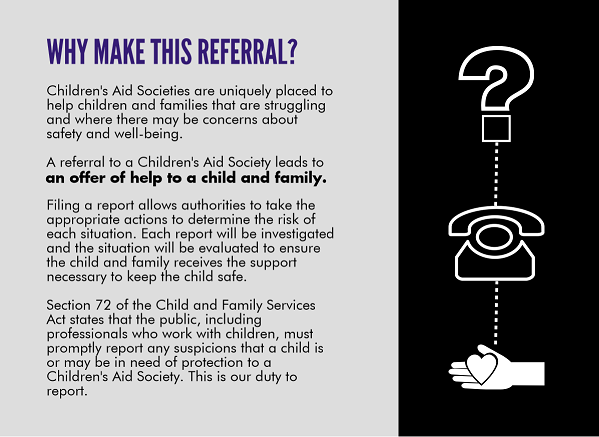 WHY MAKE THIS REFERRAL?
Children's Aid Societies are uniquely placed to
help children and families that are struggling
and where there may be concerns about
safety and well-being.
A referral to a Children's Aid Society leads to
an offer of help to a child and family.
Filing a report allows authorities to take the
appropriate actions to determine the risk of
each situation. Each report will be investigated
and the situation will be evaluated to ensure
the child and family receives the support
necessary to keep the child safe.
Section 72 of the Child and Family Services
Act states that the public, including
professionals who work with children, must
promptly report any suspicions that a child is
or may be in need of protection to a
Children's Aid Society. This is our duty to
report.